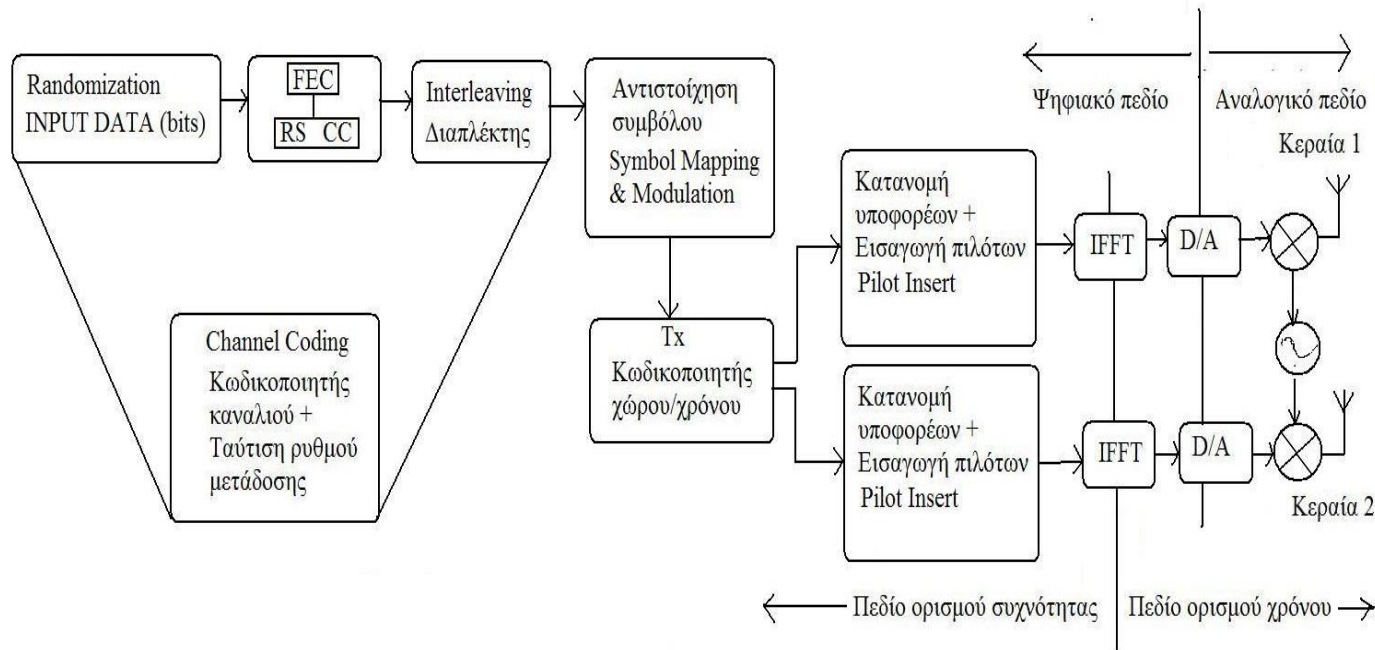 Randomization
INPUT DATA (bits)
FEC
RS CC
Interleaving
Διαπλέκτης
Αντιστοίχηση
συμβόλου
Symbol Mapping
& Modulation
Channel Coding
Κωδικοποιητής
καναλιού +
Ταύτιση ρυθμού
μετάδοσης
Tx
Κωδικοποιητής
χώρου/χρόνου
Κατανομή
υποφορέων +
Εισαγωγή πιλότων
Pilot Insert
Κατανομή
υποφορέων +
Εισαγωγή πιλότων
Pilot Insert
Ψηφιακό πεδίο
Αναλογικό πεδίο
Κεραία 1
IFFT
D/A
IFFT
D/A
Κεραία 2
Πεδίο ορισμού συχνότητας
Πεδίο ορισμού χρόνου